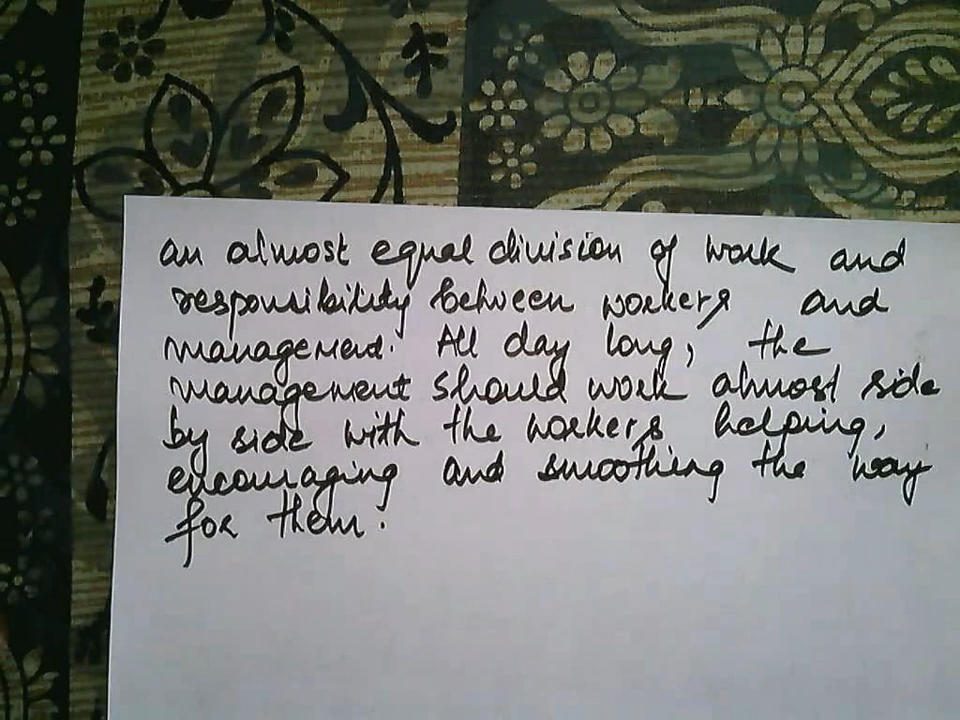 an almost equal division of work and
responsibility between workers and
management. All day long, the
management should work almost side
by side with the workers helping,
encouraging and smoothing the way
for them.